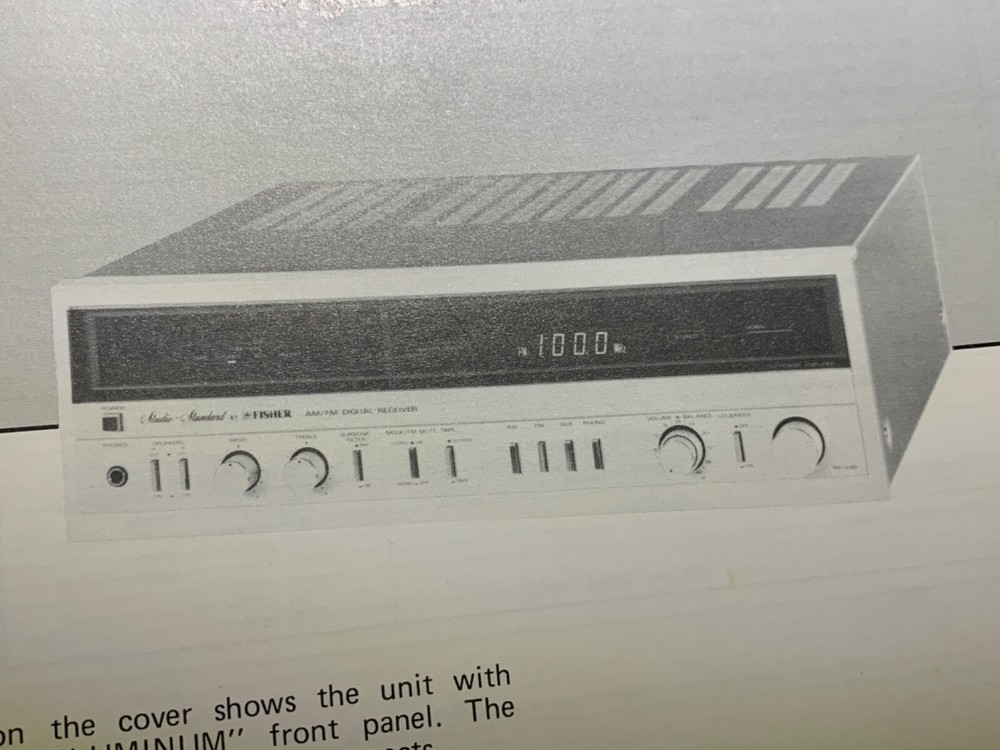 FM 100.0 MHz
POWER
Studio-Standard BY FISHER AM/FM DIGITAL RECEIVER
PHONES SPEAKERS BASS TREBLE SUBSONIC FILTER MODE/FM MUTE TAPE AM FM AUX PHONO VOLUME BALANCE LOUDNESS
on the cover shows the unit with
UMINUM" front panel. The